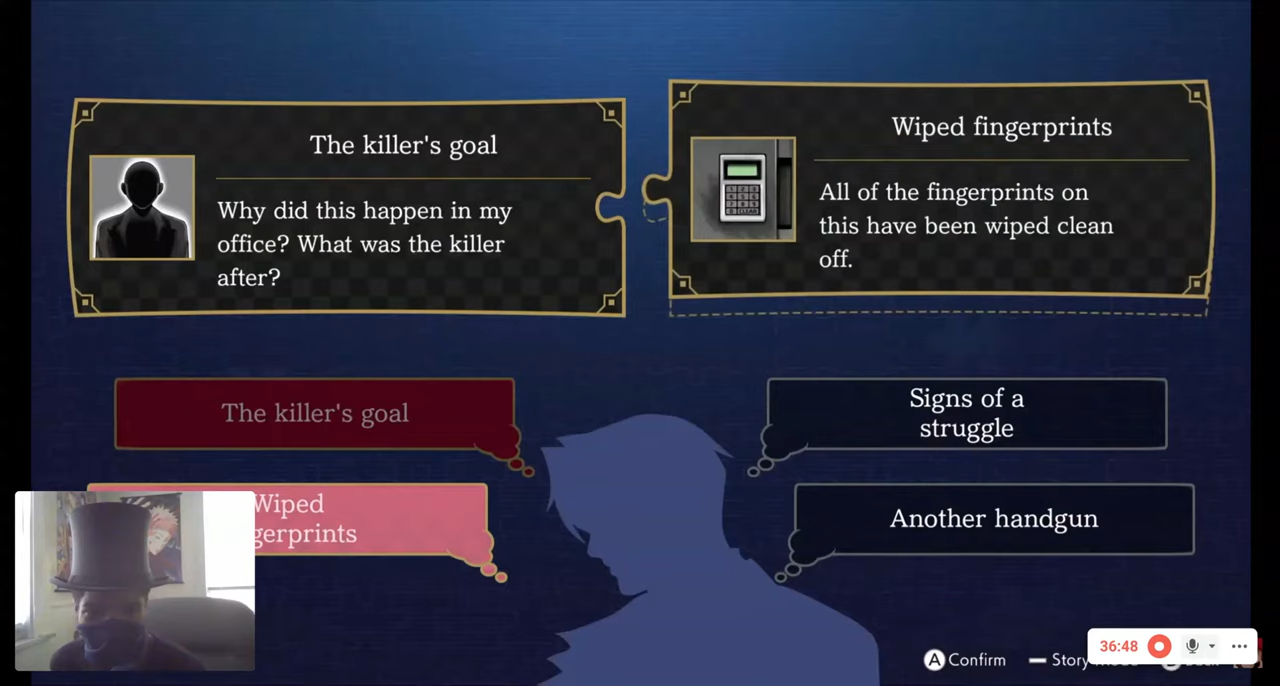 The killer's goal
Why did this happen in my
office? What was the killer
after?
Wiped fingerprints
All of the fingerprints on
this have been wiped clean
off.
The killer's goal
Signs of a
struggle
Wiped
gerprints
Another handgun
A Confirm
Story
36:48